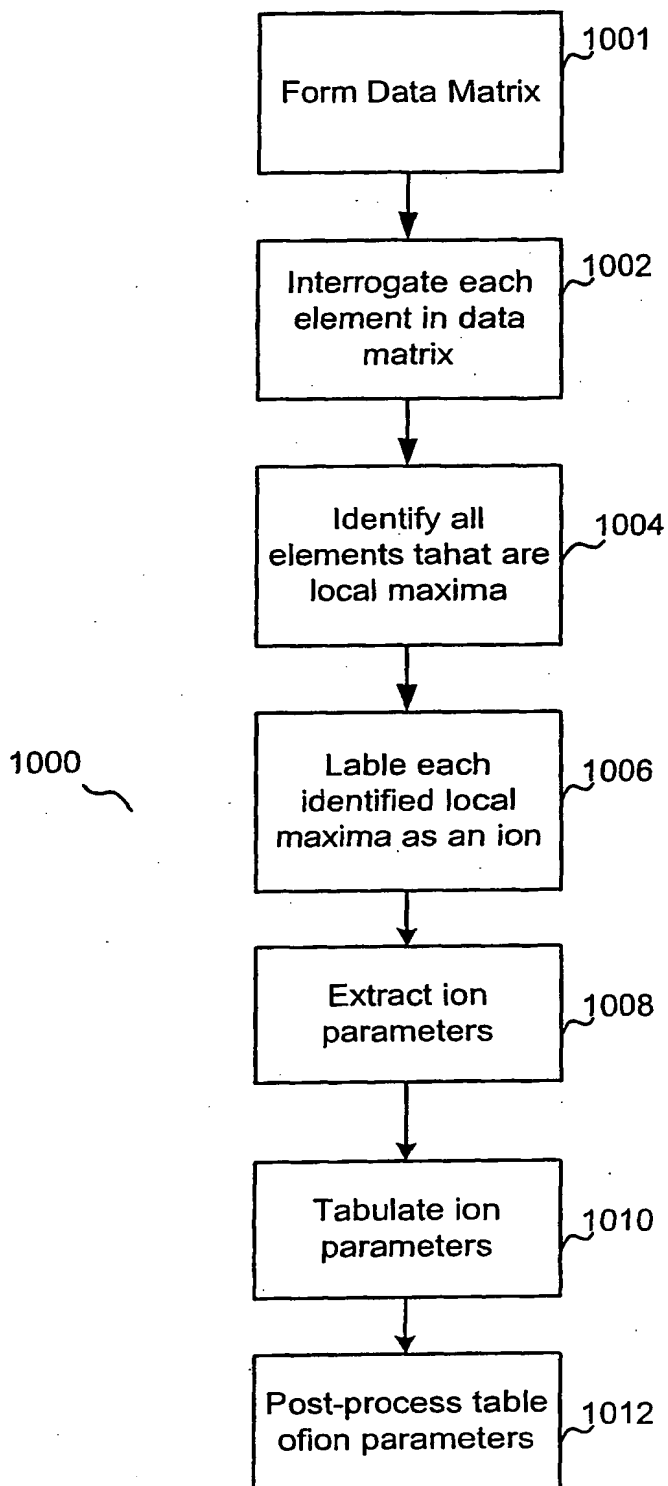 1001
Form Data Matrix
1002
Interrogate each
element in data
matrix
1004
Identify all
elements tahat are
local maxima
1000
1006
Lable each
identified local
maxima as an ion
1008
Extract ion
parameters
1010
Tabulate ion
parameters
1012
Post-process table
ofion parameters